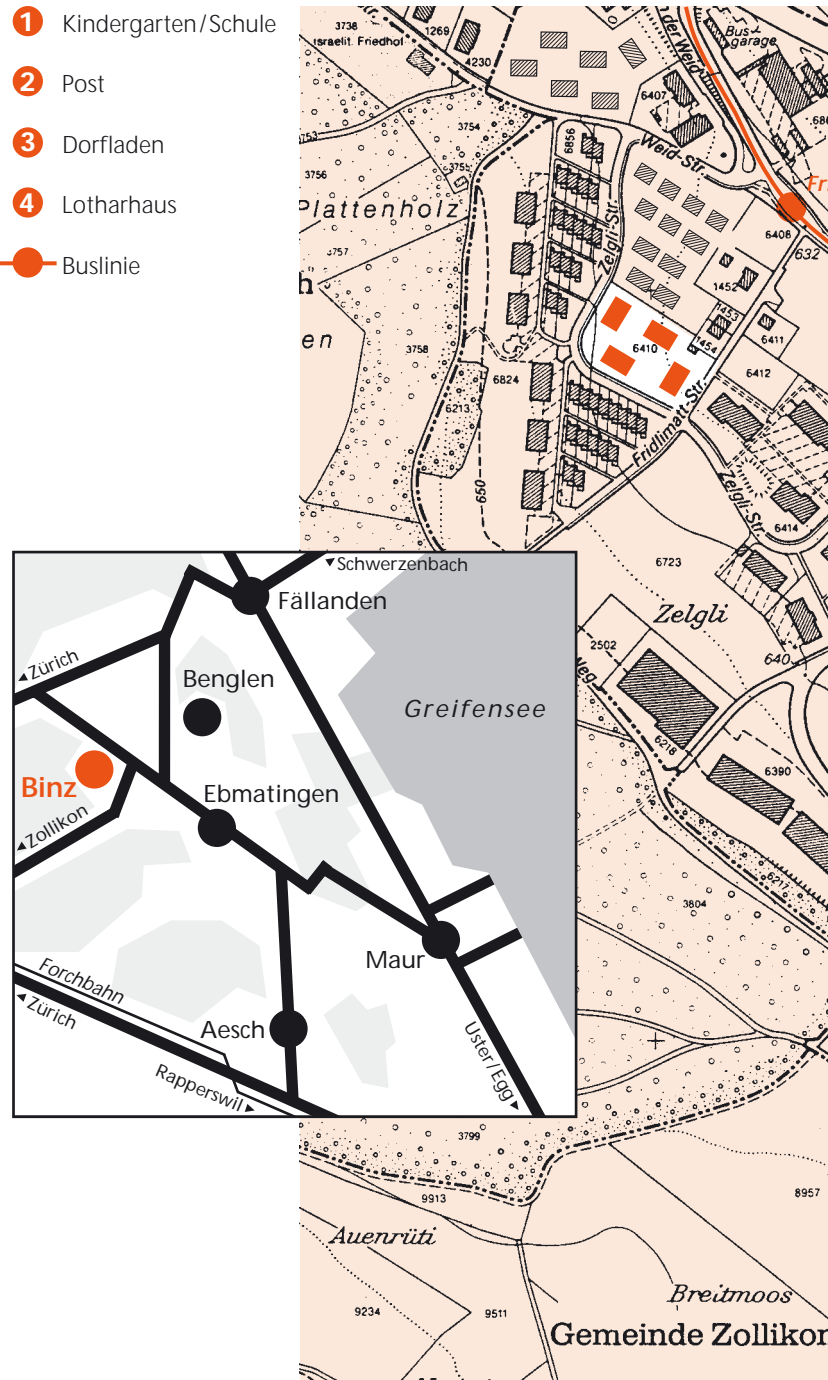 1 Kindergarten/Schule
2 Post
3 Dorfladen
4 Lotharhaus
Buslinie
3738
Israelit. Friedhof
1269
4230
der Weid
Bus-
garage
6407
3754
3755
3756
Plattenholz
3757
6856
Weid-Str.
Zelgli-Str.
6408
632
1452
1453
1454
6411
6410
6412
en
3758
6824
6213
650
Fridlimatt-Str.
Zelgli-Str.
6414
6723
Zelgli
640
2502
Weg
6218
6390
6217
3804
Schwerzenbach
Fällanden
Zürich
Benglen
Greifensee
Binz
Ebmatingen
Zollikon
Maur
Forchbahn
Zürich
Aesch
Rapperswil
Uster/Egg
3799
9913
8957
Auenrüti
Breitmoos
9234
9511
Gemeinde Zollikon